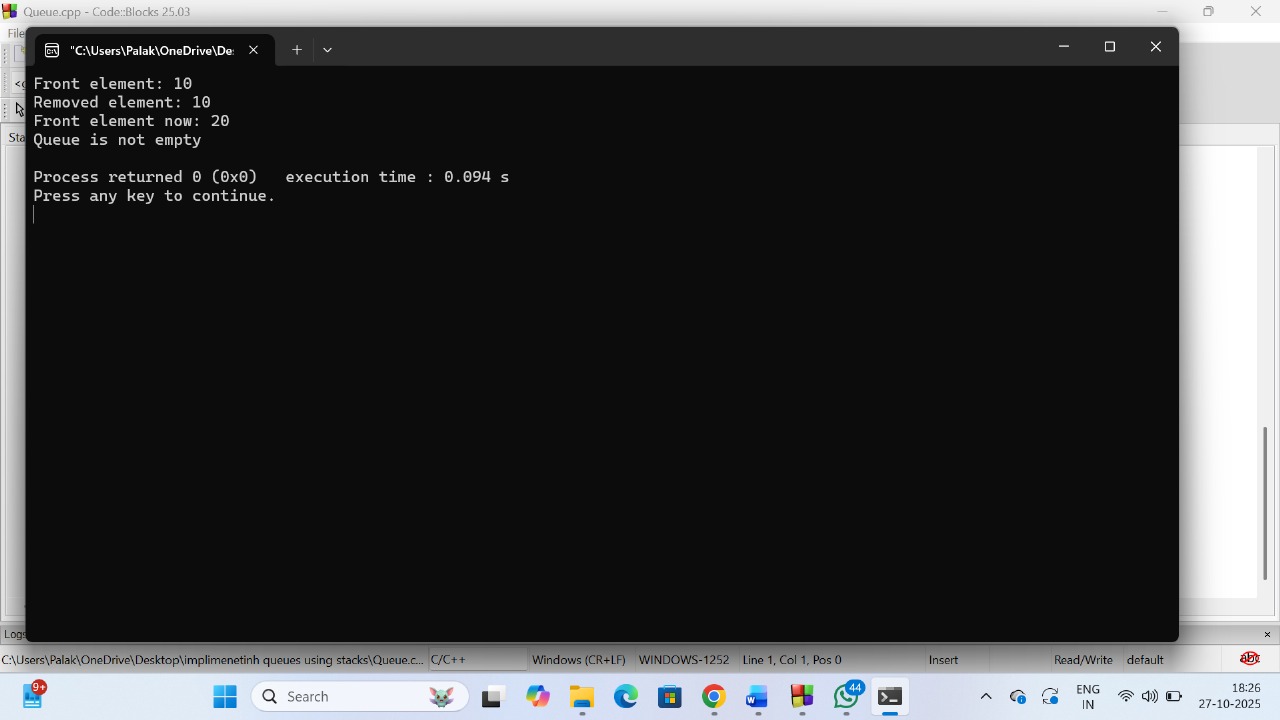 Queue.cpp - Code::Blocks 25.03
File
"C:\Users\Palak\OneDrive\De:
Front element: 10
Removed element: 10
Front element now: 20
Queue is not empty
Process returned 0 (0x0)   execution time : 0.094 s
Press any key to continue.
Logs
C:\Users\Palak\OneDrive\Desktop\implimenetinh queues using stacks\Queue.c... C/C++ Windows (CR+LF) WINDOWS-1252 Line 1, Col 1, Pos 0 Insert Read/Write default abc
9+ Search 44 ENG IN 18:26
27-10-2025